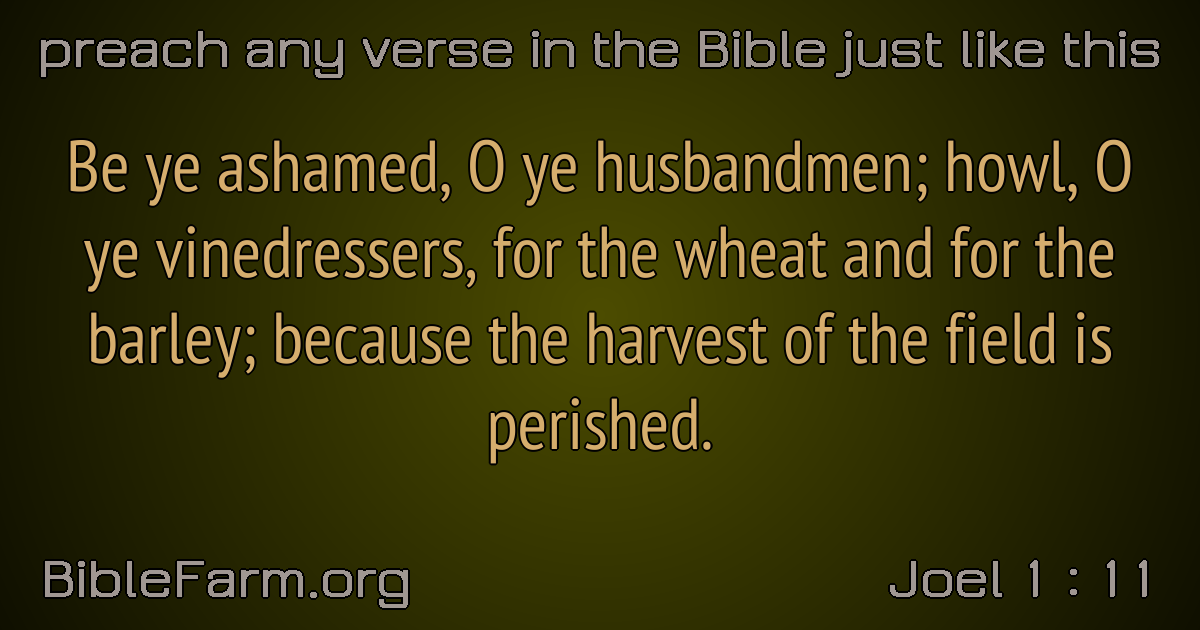 preach any verse in the Bible just like this
Be ye ashamed, O ye husbandmen; howl, O
ye vinedressers, for the wheat and for the
barley; because the harvest of the field is
perished.
BibleFarm.org
Joel 1 : 11